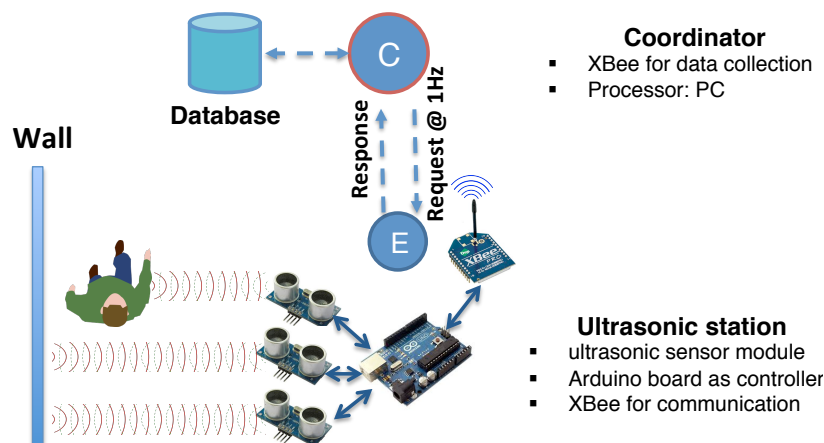 C
Database
Response
Request @ 1Hz
E
Coordinator
▪ XBee for data collection
▪ Processor: PC
Wall
XBee
PRO
Ultrasonic station
▪ ultrasonic sensor module
▪ Arduino board as controller
▪ XBee for communication